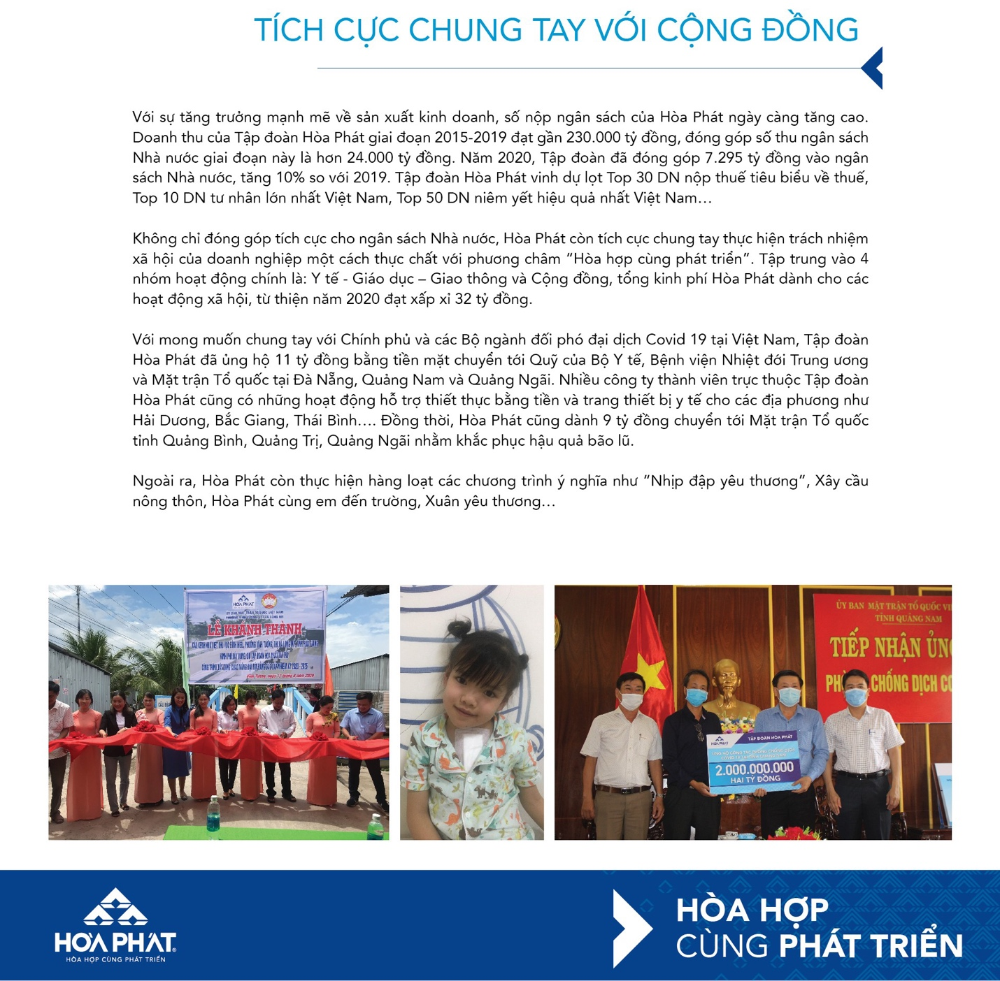 TÍCH CỰC CHUNG TAY VỚI CỘNG ĐỒNG
Với sự tăng trưởng mạnh mẽ về sản xuất kinh doanh, số nộp ngân sách của Hòa Phát ngày càng tăng cao.
Doanh thu của Tập đoàn Hòa Phát giai đoạn 2015-2019 đạt gần 230.000 tỷ đồng, đóng góp số thu ngân sách
Nhà nước giai đoạn này là hơn 24.000 tỷ đồng. Năm 2020, Tập đoàn đã đóng góp 7.295 tỷ đồng vào ngân
sách Nhà nước, tăng 10% so với 2019. Tập đoàn Hòa Phát vinh dự lọt Top 30 DN nộp thuế tiêu biểu về thuế,
Top 10 DN tư nhân lớn nhất Việt Nam, Top 50 DN niêm yết hiệu quả nhất Việt Nam…
Không chỉ đóng góp tích cực cho ngân sách Nhà nước, Hòa Phát còn tích cực chung tay thực hiện trách nhiệm
xã hội của doanh nghiệp một cách thực chất với phương châm “Hòa hợp cùng phát triển”. Tập trung vào 4
nhóm hoạt động chính là: Y tế - Giáo dục – Giao thông và Cộng đồng, tổng kinh phí Hòa Phát dành cho các
hoạt động xã hội, từ thiện năm 2020 đạt xấp xỉ 32 tỷ đồng.
Với mong muốn chung tay với Chính phủ và các Bộ ngành đối phó đại dịch Covid 19 tại Việt Nam, Tập đoàn
Hòa Phát đã ủng hộ 11 tỷ đồng bằng tiền mặt chuyển tới Quỹ của Bộ Y tế, Bệnh viện Nhiệt đới Trung ương
và Mặt trận Tổ quốc tại Đà Nẵng, Quảng Nam và Quảng Ngãi. Nhiều công ty thành viên trực thuộc Tập đoàn
Hòa Phát cũng có những hoạt động hỗ trợ thiết thực bằng tiền và trang thiết bị y tế cho các địa phương như
Hải Dương, Bắc Giang, Thái Bình…. Đồng thời, Hòa Phát cũng dành 9 tỷ đồng chuyển tới Mặt trận Tổ quốc
tỉnh Quảng Bình, Quảng Trị, Quảng Ngãi nhằm khắc phục hậu quả bão lũ.
Ngoài ra, Hòa Phát còn thực hiện hàng loạt các chương trình ý nghĩa như “Nhịp đập yêu thương”, Xây cầu
nông thôn, Hòa Phát cùng em đến trường, Xuân yêu thương…
HÒA PHÁT
LỄ KHÁNH THÀNH
ỦY BAN MẶT TRẬN TỔ QUỐC VI
TỈNH QUẢNG NAM
TIẾP NHẬN ỦNG
CHỐNG DỊCH CO
HÒA PHÁT
TẬP ĐOÀN HÒA PHÁT
2.000.000.000
HAI TỶ ĐỒNG
HÒA PHÁT®
HÒA HỢP CÙNG PHÁT TRIỂN
HÒA HỢP
CÙNG PHÁT TRIỂN